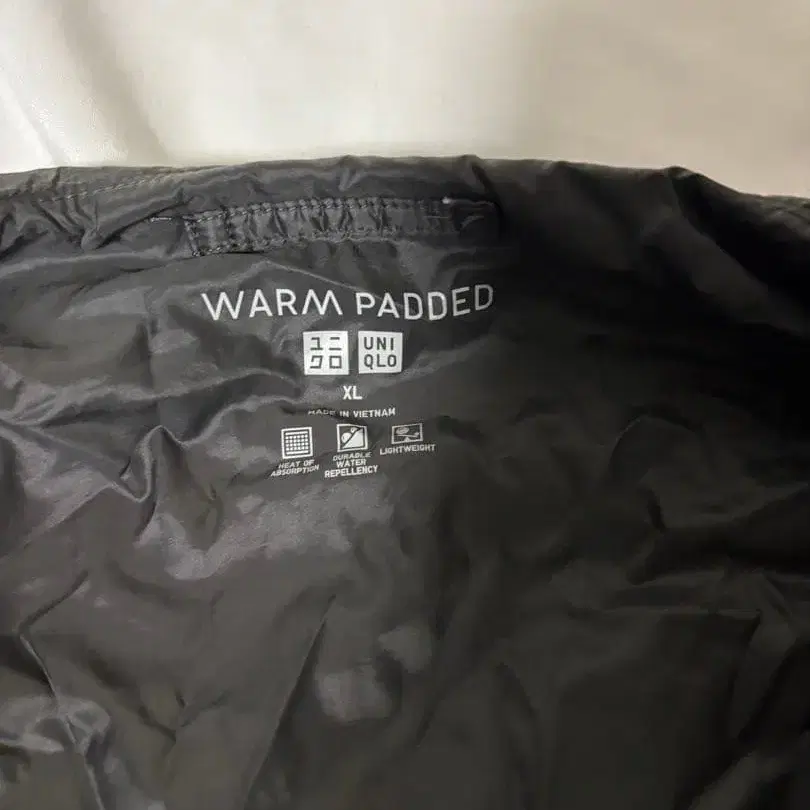 WARM PADDED
ユニ UNI
クロ QLO
XL
MADE IN VIETNAM
HEAT OF ABSORPTION
DURABLE WATER REPELLENCY
LIGHTWEIGHT